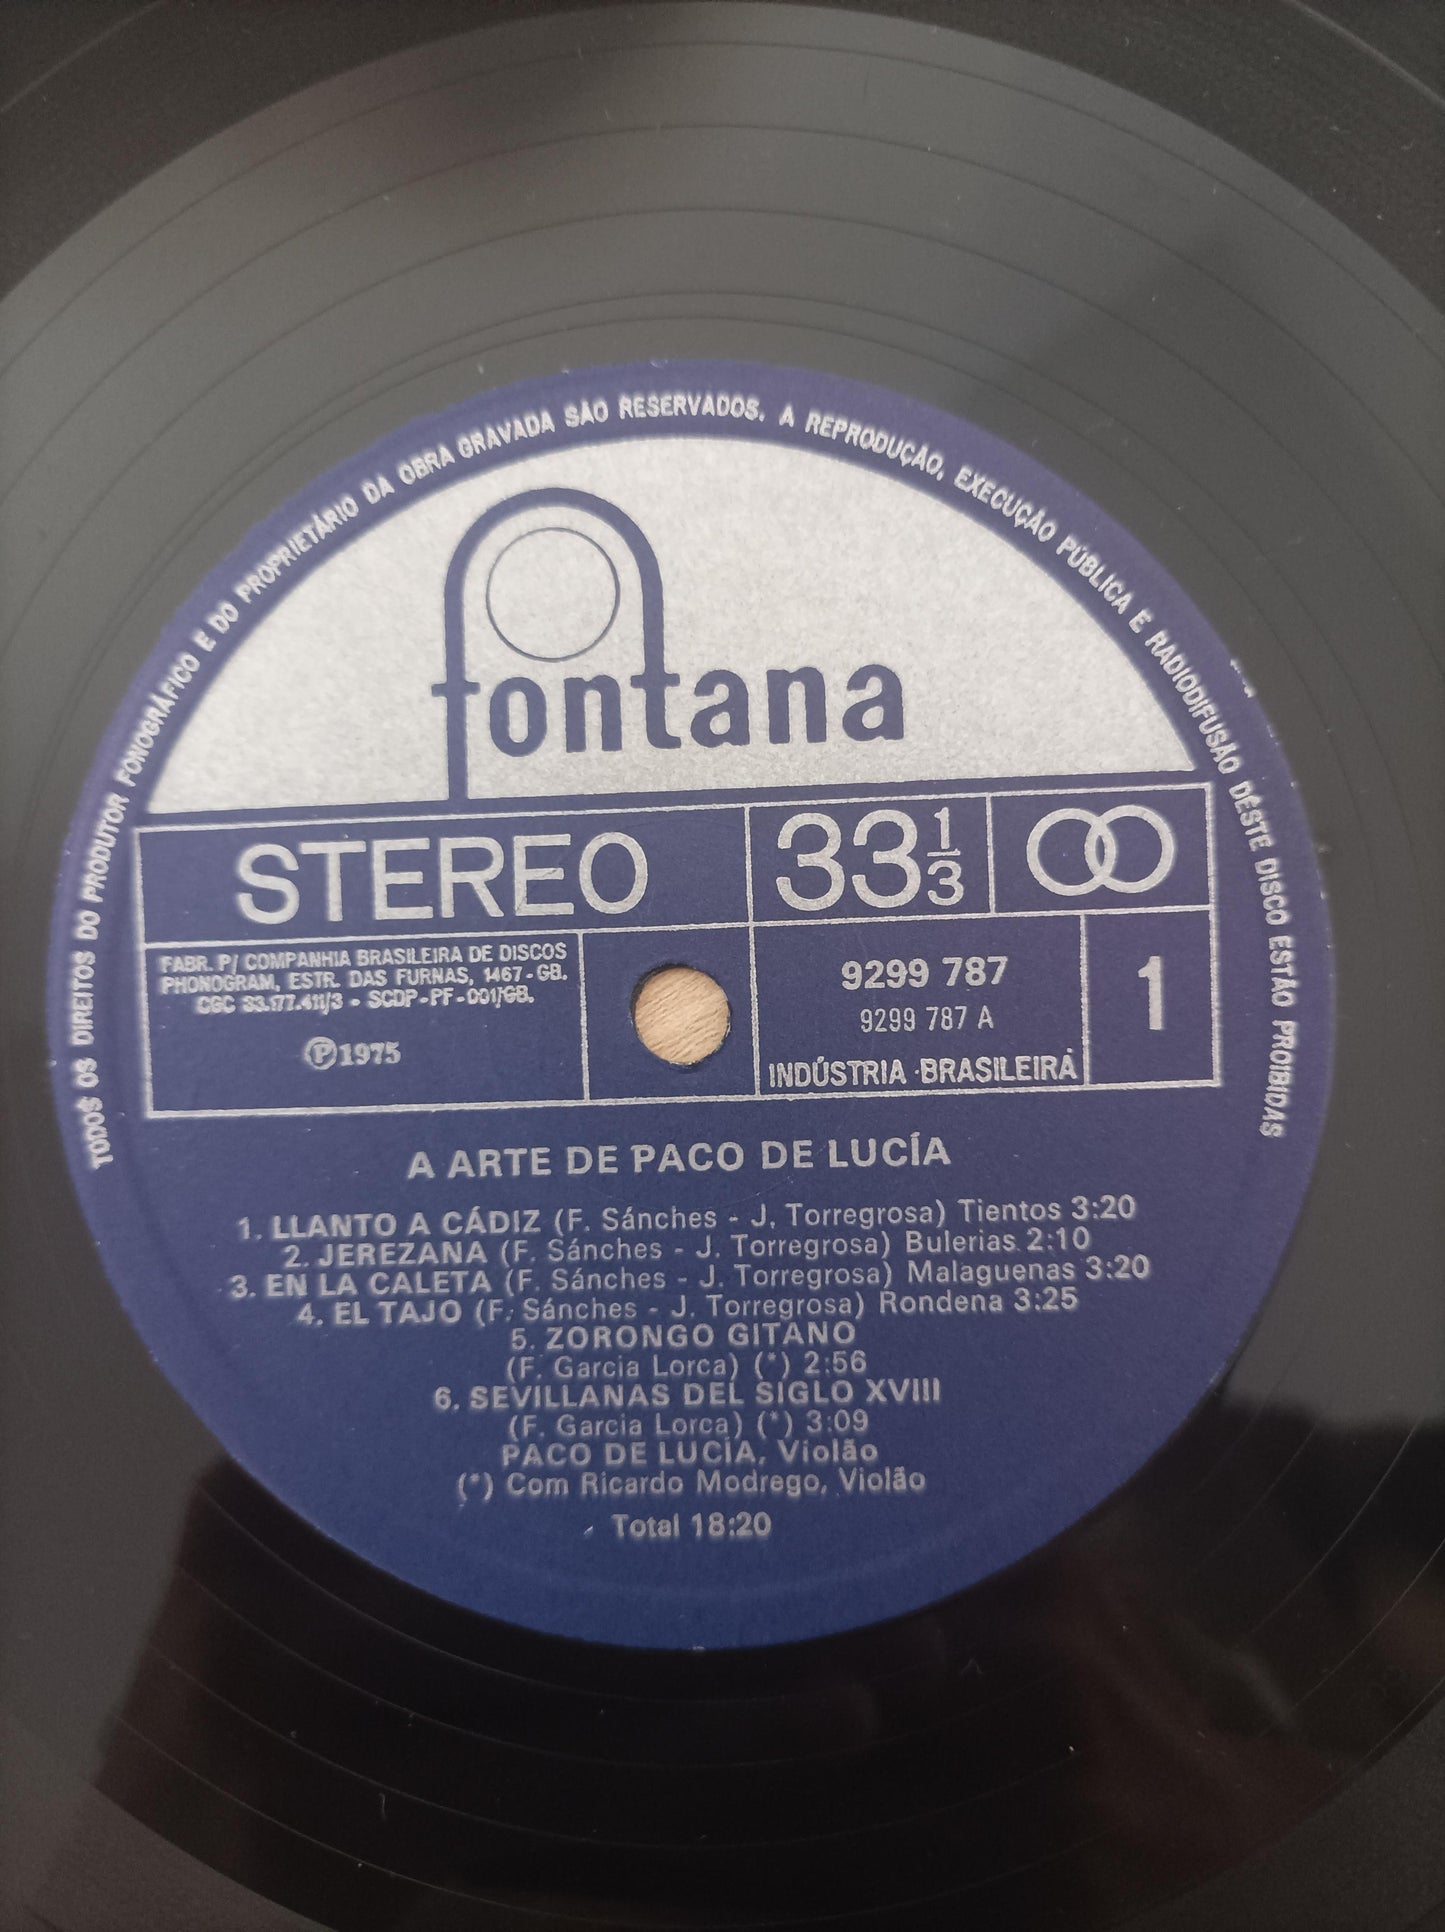 TODOS OS DIREITOS DO PRODUTOR FONOGRÁFICO E DO PROPRIETÁRIO DA OBRA GRAVADA SÃO RESERVADOS. A REPRODUÇÃO, EXECUÇÃO PÚBLICA E RADIODIFUSÃO DÊSTE DISCO ESTÃO PROIBIDAS
fontana
STEREO
33 1/3
FABR. P/ COMPANHIA BRASILEIRA DE DISCOS
PHONOGRAM, ESTR. DAS FURNAS, 1467-GB.
CGC 33.177.411/3 • SCDP-PF-001/GB.
Ⓟ1975
9299 787
9299 787 A
INDÚSTRIA BRASILEIRA
1
A ARTE DE PACO DE LUCÍA
1. LLANTO A CÁDIZ (F. Sánches - J. Torregrosa) Tientos 3:20
2. JEREZANA (F. Sánches - J. Torregrosa) Bulerias 2:10
3. EN LA CALETA (F. Sánches - J. Torregrosa) Malaguenas 3:20
4. EL TAJO (F. Sánches - J. Torregrosa) Rondena 3:25
5. ZORONGO GITANO
(F. Garcia Lorca) (*) 2:56
6. SEVILLANAS DEL SIGLO XVIII
(F. Garcia Lorca) (*) 3:09
PACO DE LUCÍA, Violão
(*) Com Ricardo Modrego, Violão
Total 18:20